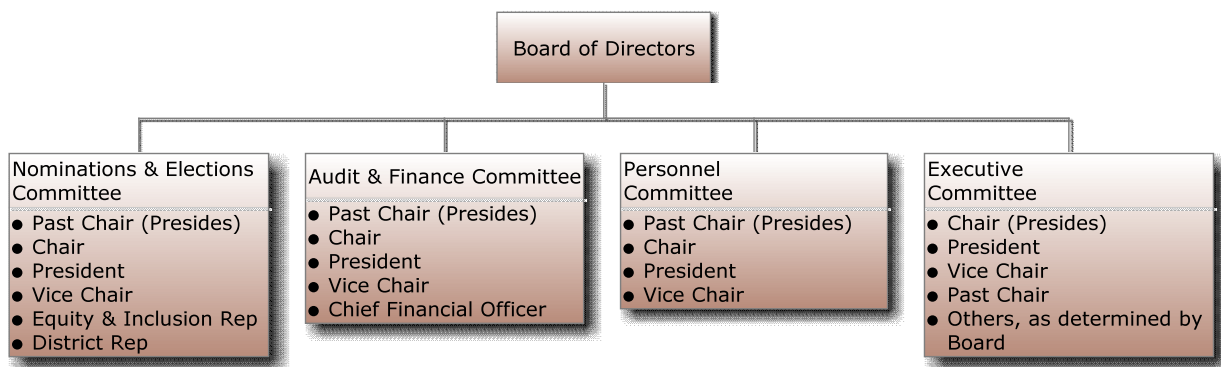 Board of Directors
Nominations & Elections
Committee
● Past Chair (Presides)
● Chair
● President
● Vice Chair
● Equity & Inclusion Rep
● District Rep
Audit & Finance Committee
● Past Chair (Presides)
● Chair
● President
● Vice Chair
● Chief Financial Officer
Personnel
Committee
● Past Chair (Presides)
● Chair
● President
● Vice Chair
Executive
Committee
● Chair (Presides)
● President
● Vice Chair
● Past Chair
● Others, as determined by
Board